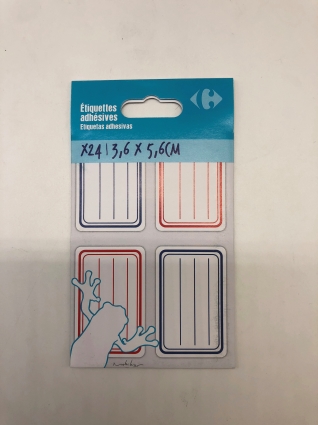 Étiquettes
adhésives
Etiquetas adhesivas
X24 | 3,6 X 5,6CM